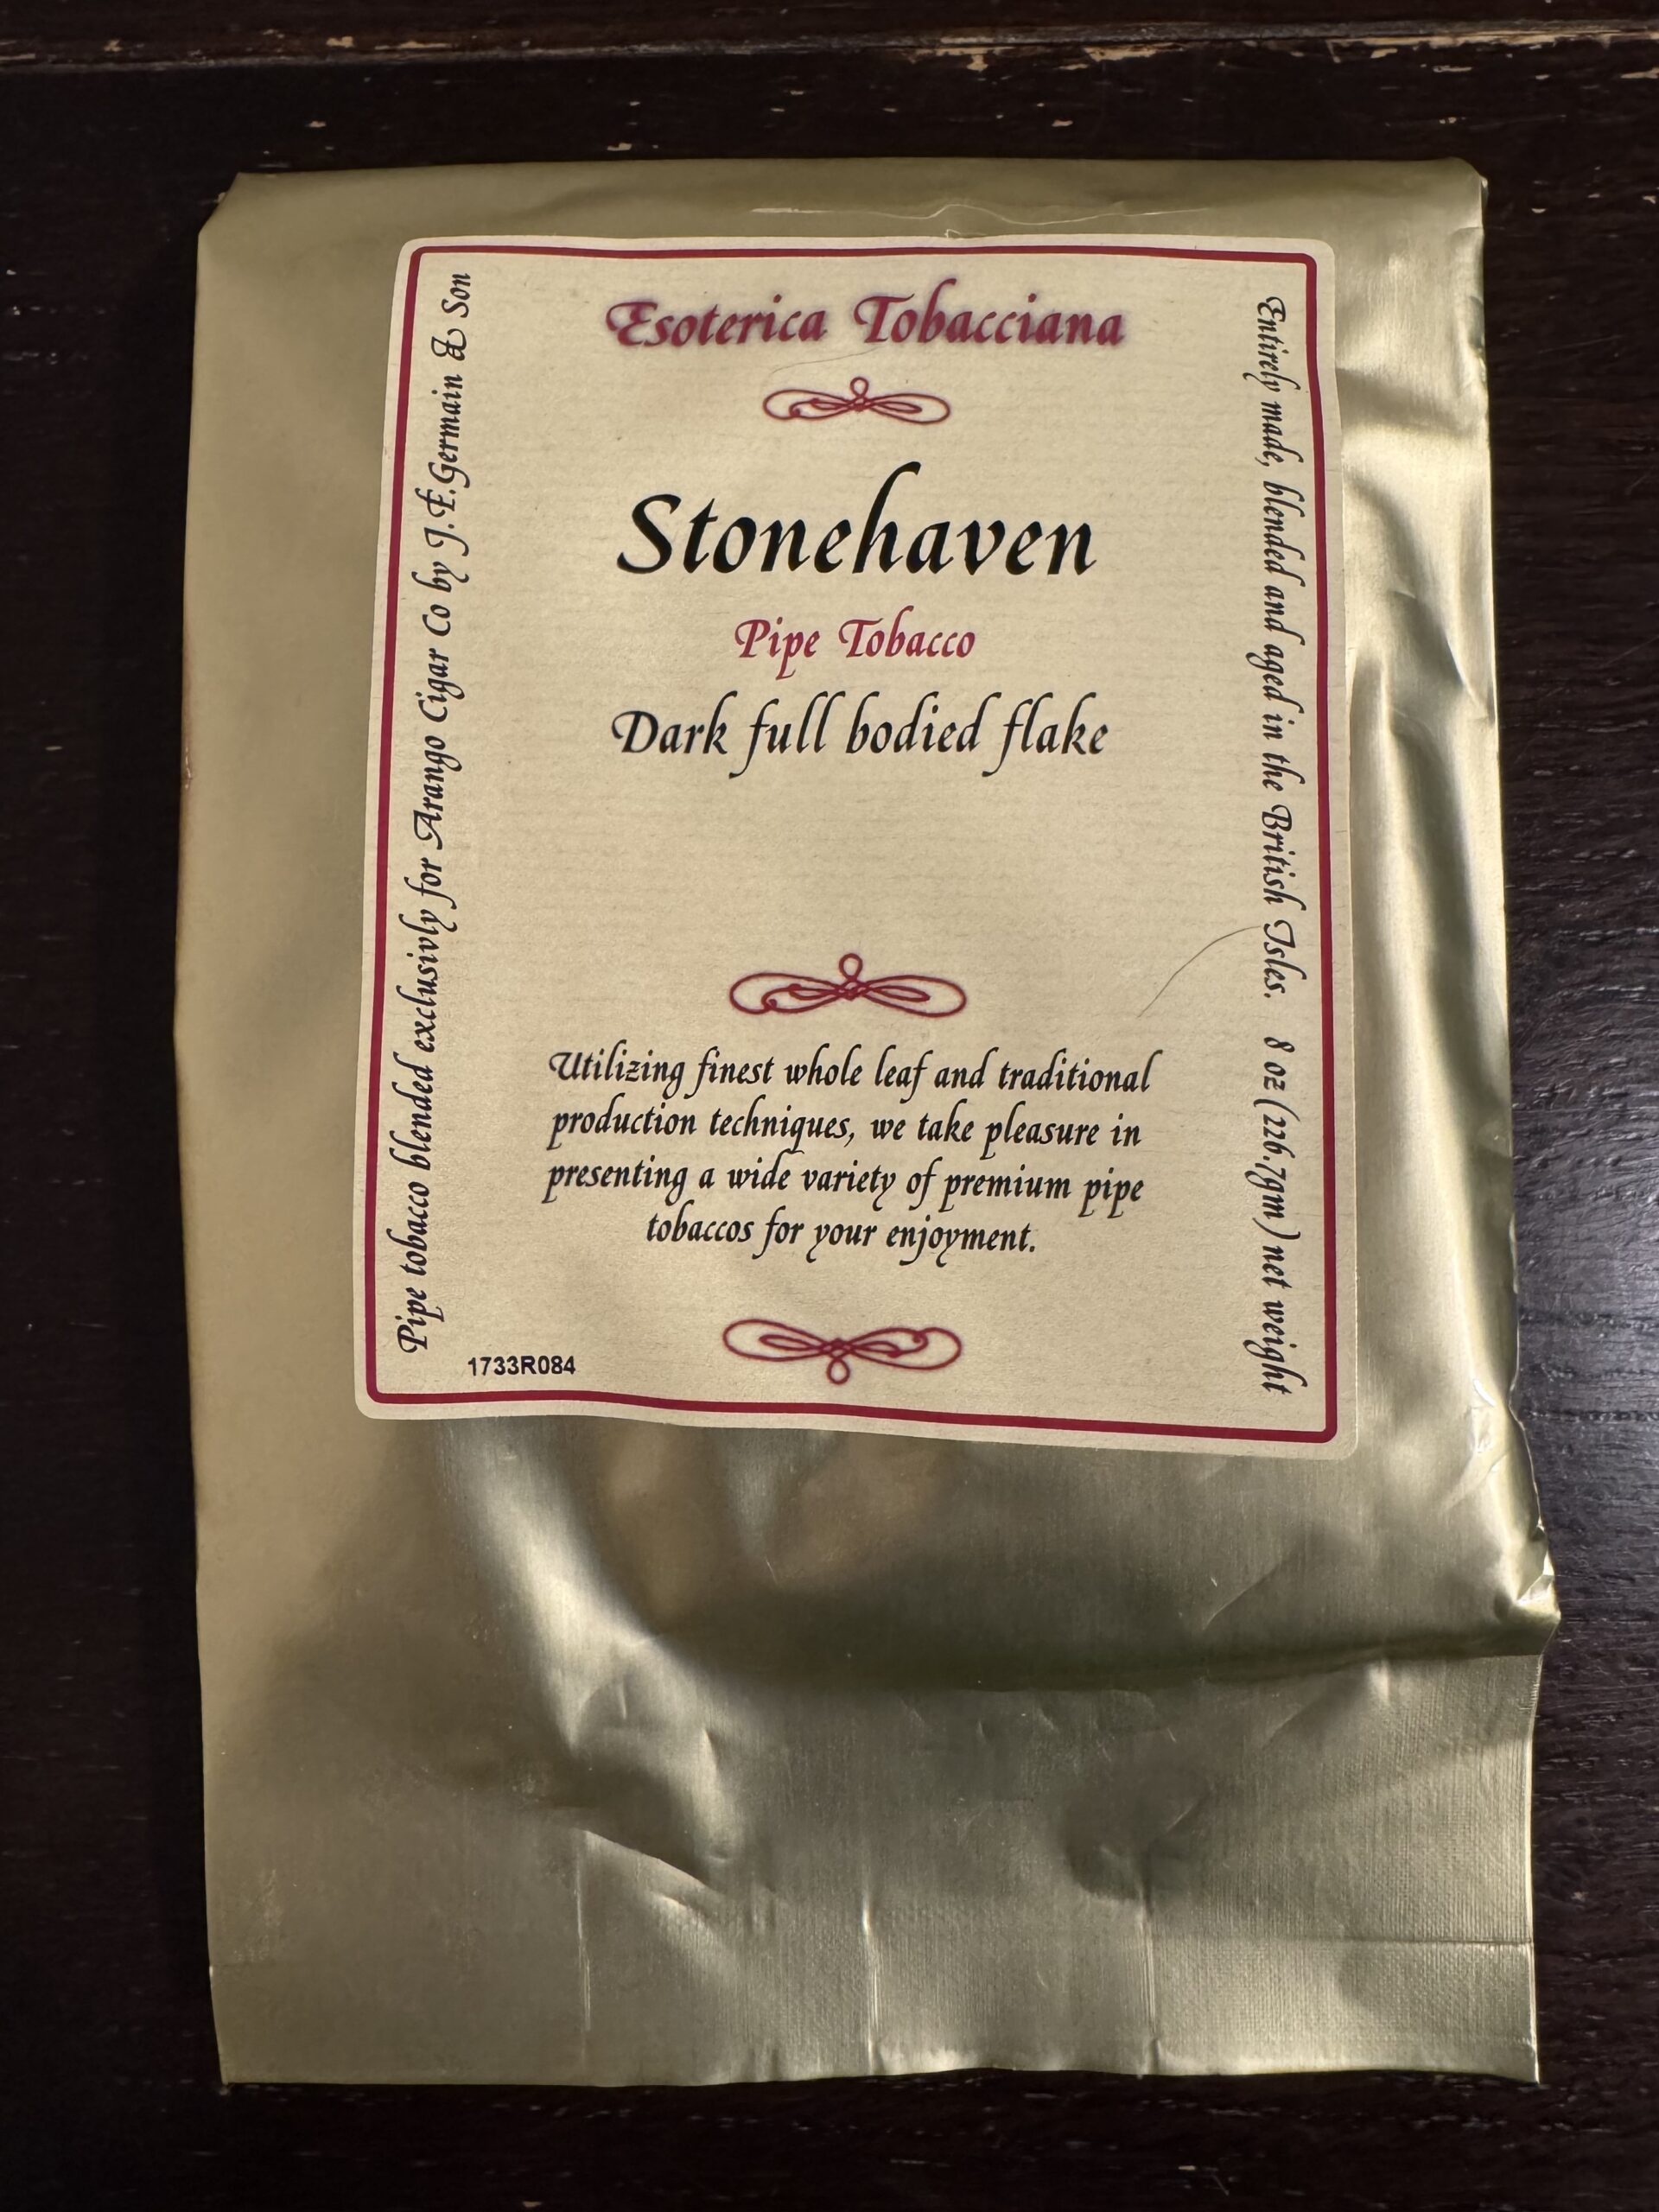 Esoterica Tobacciana
Stonehaven
Pipe Tobacco
Dark full bodied flake
Utilizing finest whole leaf and traditional
production techniques, we take pleasure in
presenting a wide variety of premium pipe
tobaccos for your enjoyment.
1733R084
Pipe tobacco blended exclusivly for Arango Cigar Co by J.E.Germain & Son
Entirely made, blended and aged in the British Isles. 8 oz (226.7gm) net weight